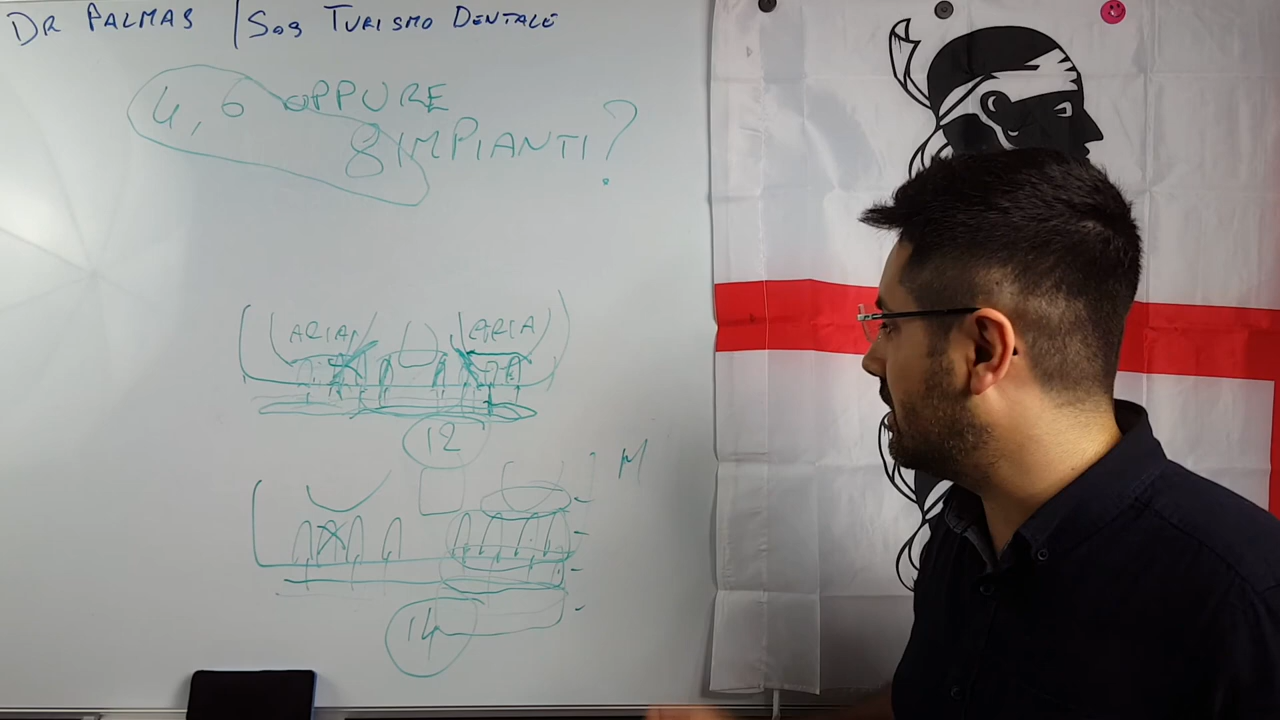 DR PALMAS | SOS TURISMO DENTALE
4, 6 OPPURE
8 IMPIANTI?
ARIA ARIA
12
M
14